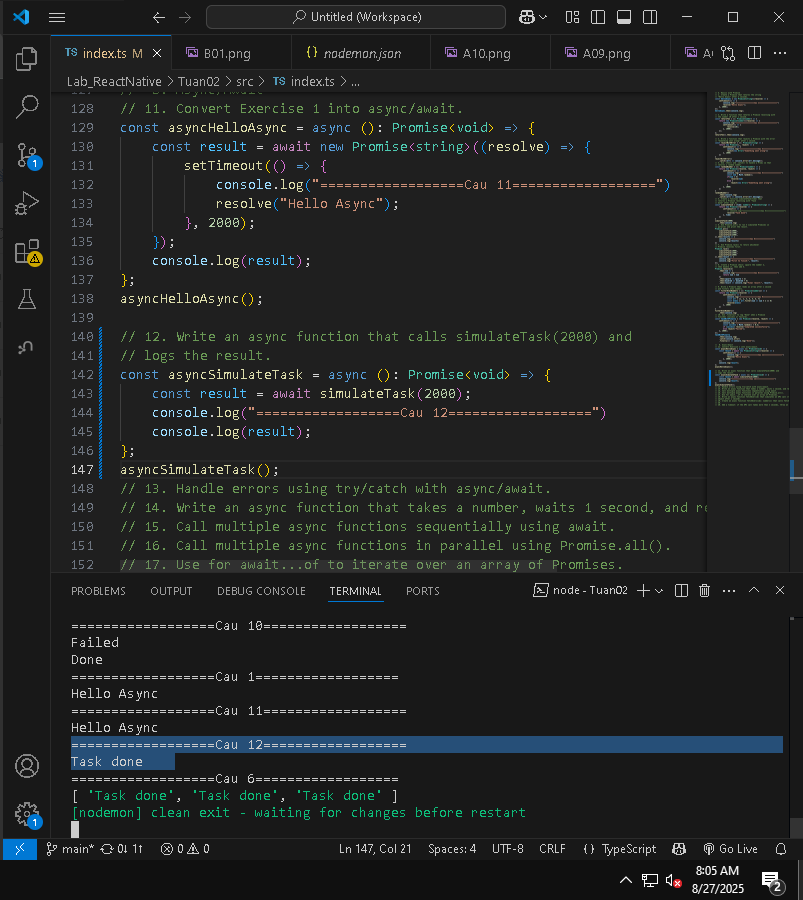 Untitled (Workspace)
TS index.ts M
B01.png
{} nodemon.json
A10.png
A09.png
Lab_ReactNative > Tuan02 > src > TS index.ts > ...
128 // 11. Convert Exercise 1 into async/await.
129 const asyncHelloAsync = async (): Promise<void> => {
130 const result = await new Promise<string>((resolve) => {
131 setTimeout(() => {
132 console.log("==================Cau 11==================")
133 resolve("Hello Async");
134 }, 2000);
135 });
136 console.log(result);
137 };
138 asyncHelloAsync();
139
140 // 12. Write an async function that calls simulateTask(2000) and
141 // logs the result.
142 const asyncSimulateTask = async (): Promise<void> => {
143 const result = await simulateTask(2000);
144 console.log("==================Cau 12==================")
145 console.log(result);
146 };
147 asyncSimulateTask();
148 // 13. Handle errors using try/catch with async/await.
149 // 14. Write an async function that takes a number, waits 1 second, and re
150 // 15. Call multiple async functions sequentially using await.
151 // 16. Call multiple async functions in parallel using Promise.all().
152 // 17. Use for await...of to iterate over an array of Promises.
PROBLEMS OUTPUT DEBUG CONSOLE TERMINAL PORTS
node - Tuan02
==================Cau 10==================
Failed
Done
==================Cau 1==================
Hello Async
==================Cau 11==================
Hello Async
==================Cau 12==================
Task done
==================Cau 6==================
[ 'Task done', 'Task done', 'Task done' ]
[nodemon] clean exit - waiting for changes before restart
main* 0↓ 1↑ 0 0 Ln 147, Col 21 Spaces: 4 UTF-8 CRLF {} TypeScript Go Live
8:05 AM
8/27/2025
2